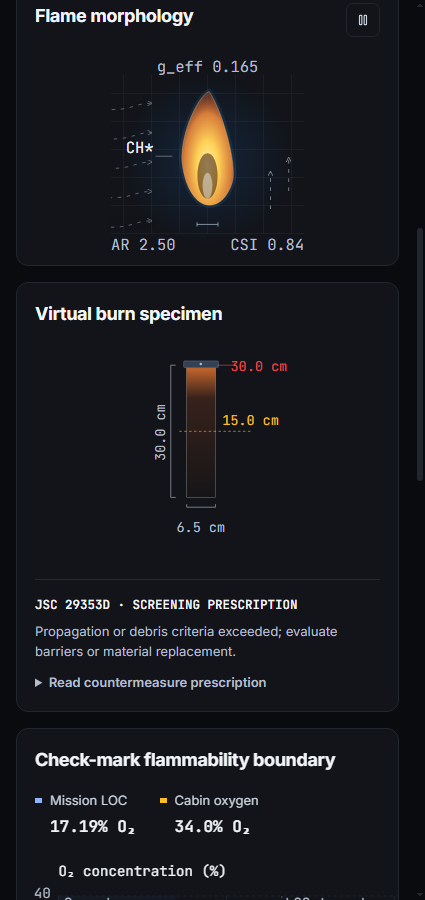 Flame morphology
g_eff 0.165
CH*
AR 2.50
CSI 0.84
Virtual burn specimen
30.0 cm
30.0 cm
15.0 cm
6.5 cm
JSC 29353D · SCREENING PRESCRIPTION
Propagation or debris criteria exceeded; evaluate
barriers or material replacement.
▶ Read countermeasure prescription
Check-mark flammability boundary
Mission LOC
17.19% O₂
Cabin oxygen
34.0% O₂
O₂ concentration (%)
40